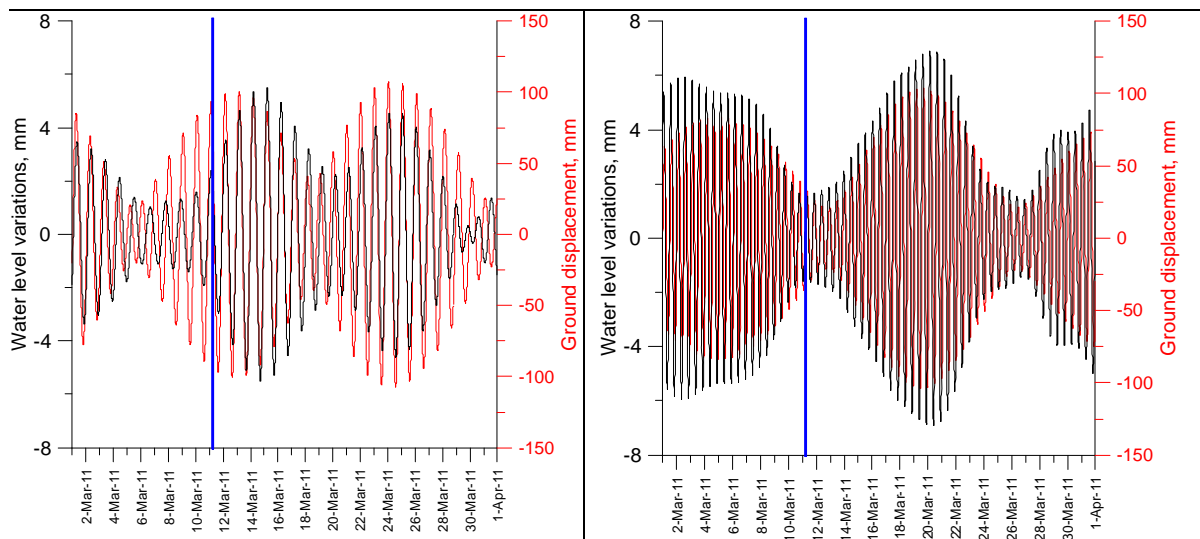 8
4
0
-4
-8
Water level variations, mm
150
100
50
0
-50
-100
-150
Ground displacement, mm
2-Mar-11
4-Mar-11
6-Mar-11
8-Mar-11
10-Mar-11
12-Mar-11
14-Mar-11
16-Mar-11
18-Mar-11
20-Mar-11
22-Mar-11
24-Mar-11
26-Mar-11
28-Mar-11
30-Mar-11
1-Apr-11
8
4
0
-4
-8
Water level variations, mm
150
100
50
0
-50
-100
-150
Ground displacement, mm
2-Mar-11
4-Mar-11
6-Mar-11
8-Mar-11
10-Mar-11
12-Mar-11
14-Mar-11
16-Mar-11
18-Mar-11
20-Mar-11
22-Mar-11
24-Mar-11
26-Mar-11
28-Mar-11
30-Mar-11
1-Apr-11